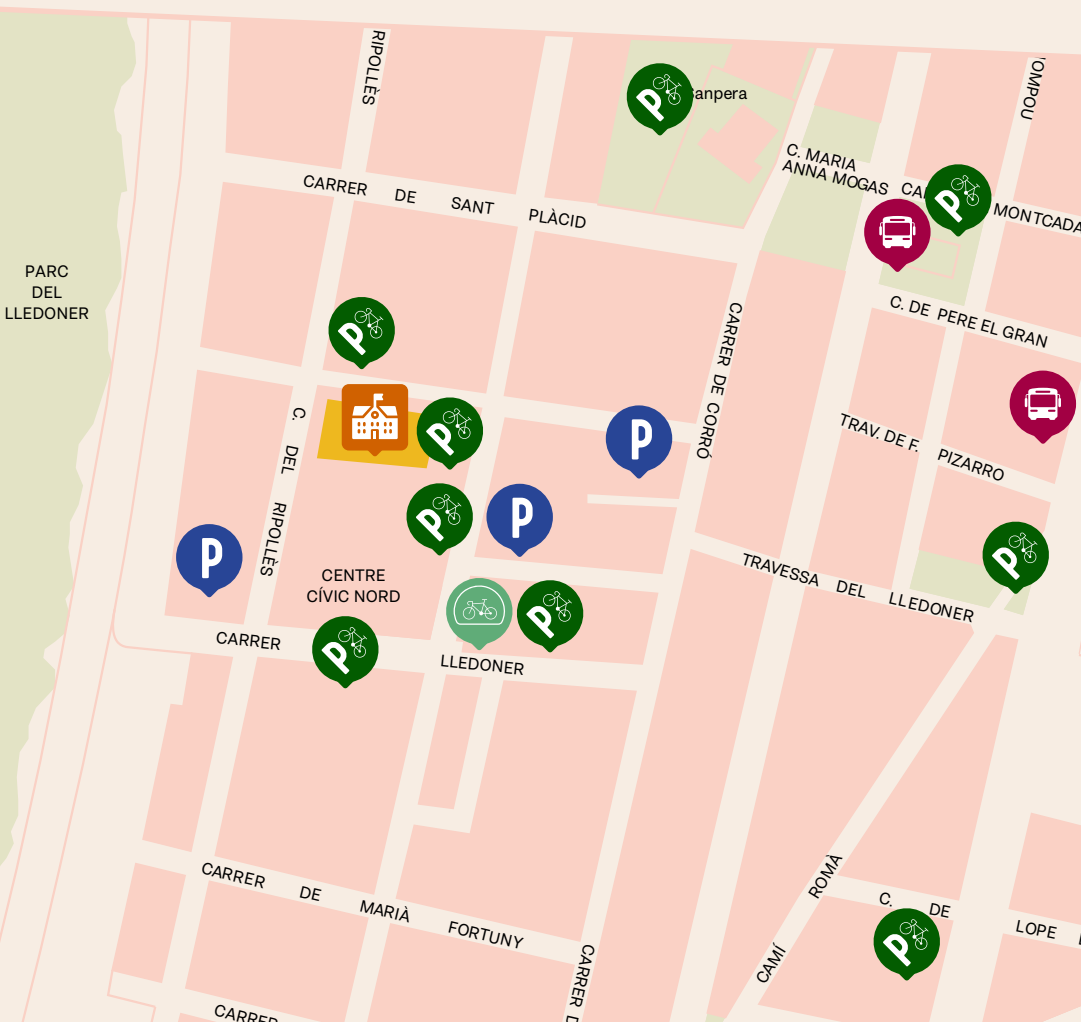 RIPOLLÈS
OMPOU
anpera
C. MARIA
ANNA MOGAS
MONTCADA
CARRER DE SANT PLÀCID
PARC
DEL
LLEDONER
C. DE PERE EL GRAN
CARRER DE CORRÓ
C. DEL RIPOLLÈS
TRAV. DE F. PIZARRO
P
P
P
P
P
P
P
P
P
P
P
P
TRAVESSA DEL LLEDONER
CENTRE
CÍVIC NORD
CARRER LLEDONER
CARRER DE MARIÀ FORTUNY
CAMÍ ROMÀ
C. DE LOPE
CARRER D
CARRER